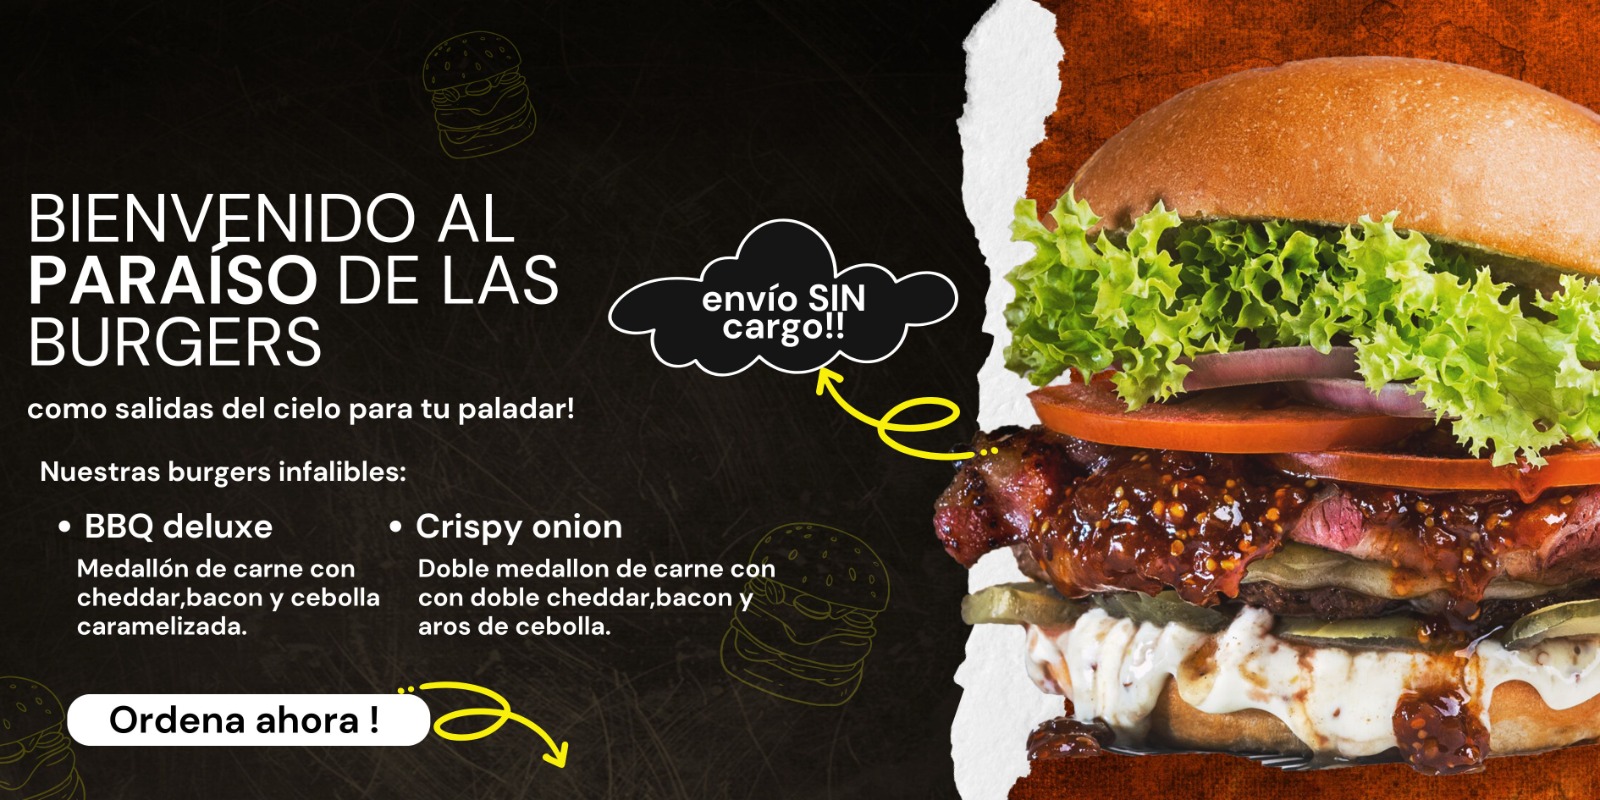 BIENVENIDO AL
PARAÍSO DE LAS
BURGERS
como salidas del cielo para tu paladar!
envío SIN
cargo!!
Nuestras burgers infalibles:
• BBQ deluxe
Medallón de carne con
cheddar,bacon y cebolla
caramelizada.
• Crispy onion
Doble medallon de carne con
con doble cheddar,bacon y
aros de cebolla.
Ordena ahora !